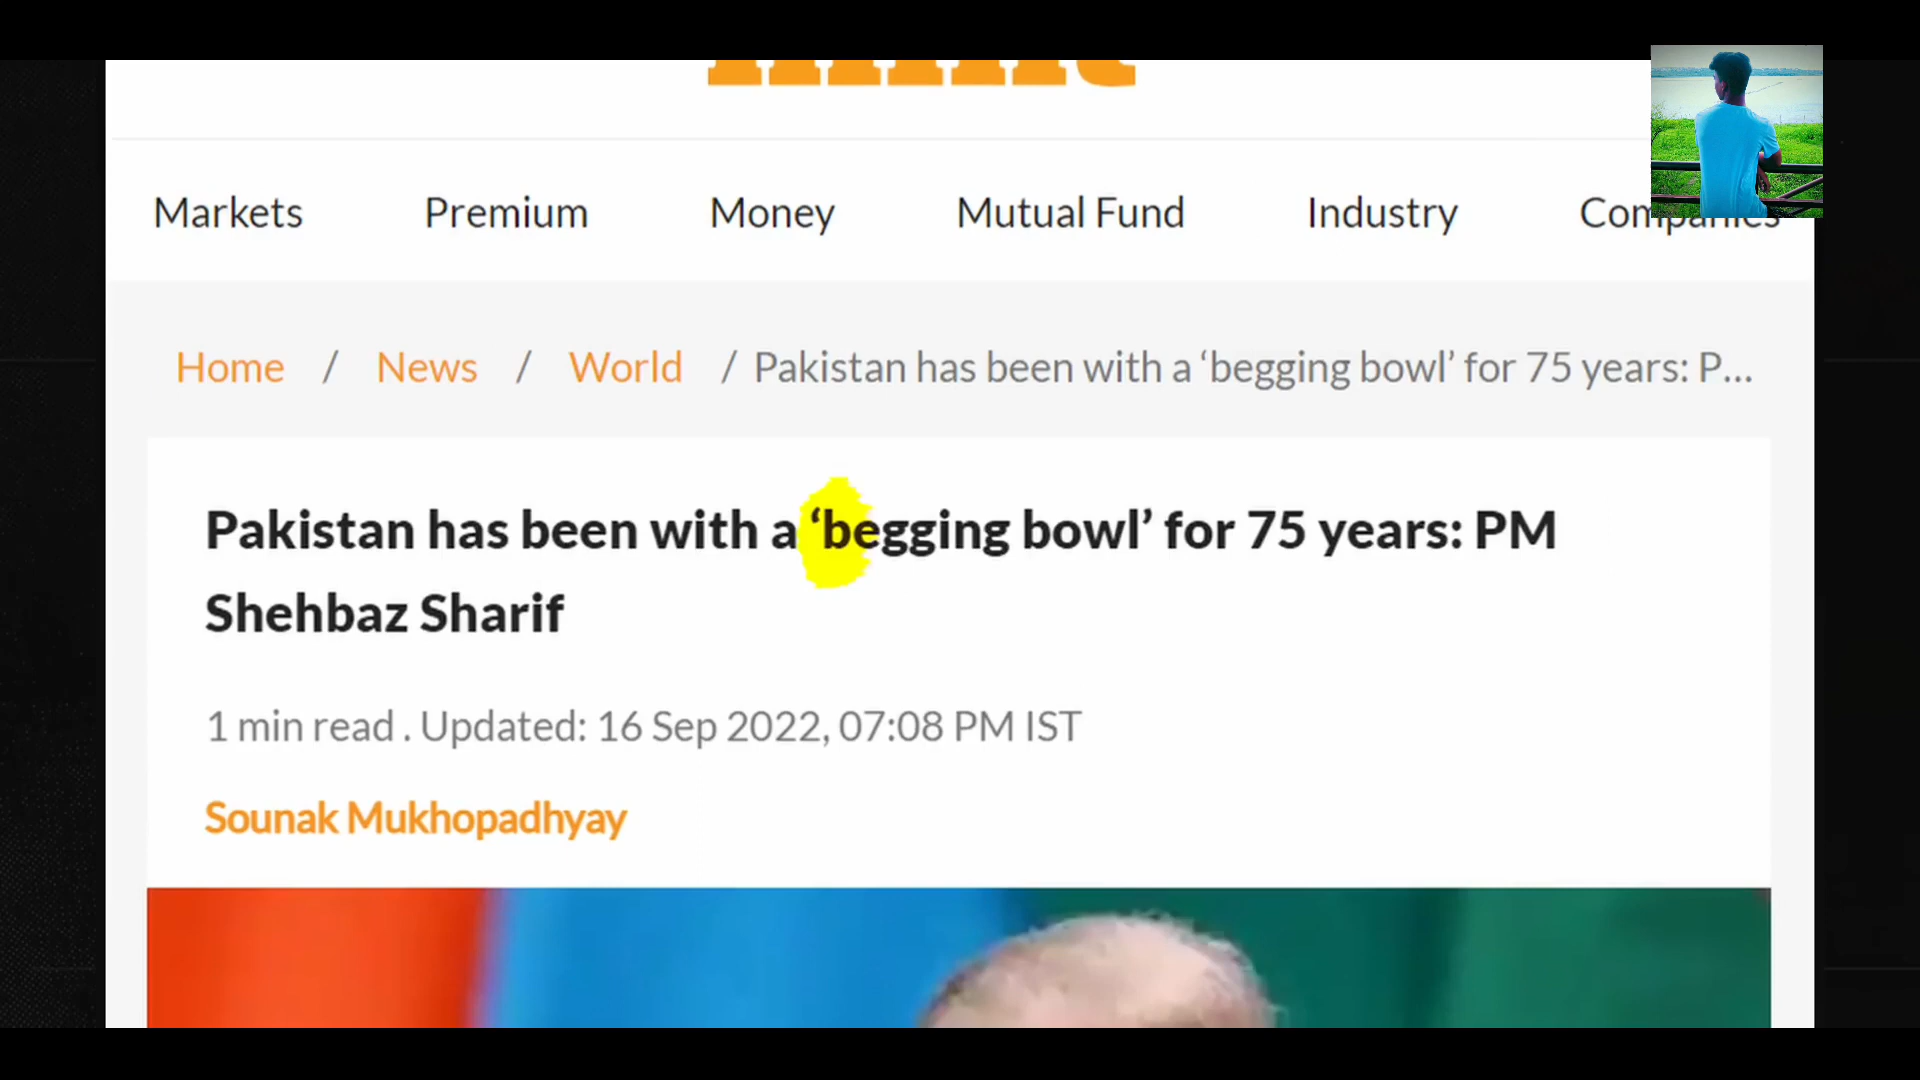 Markets Premium Money Mutual Fund Industry Companies
Home / News / World / Pakistan has been with a ‘begging bowl’ for 75 years: P...
Pakistan has been with a ‘begging bowl’ for 75 years: PM
Shehbaz Sharif
1 min read . Updated: 16 Sep 2022, 07:08 PM IST
Sounak Mukhopadhyay